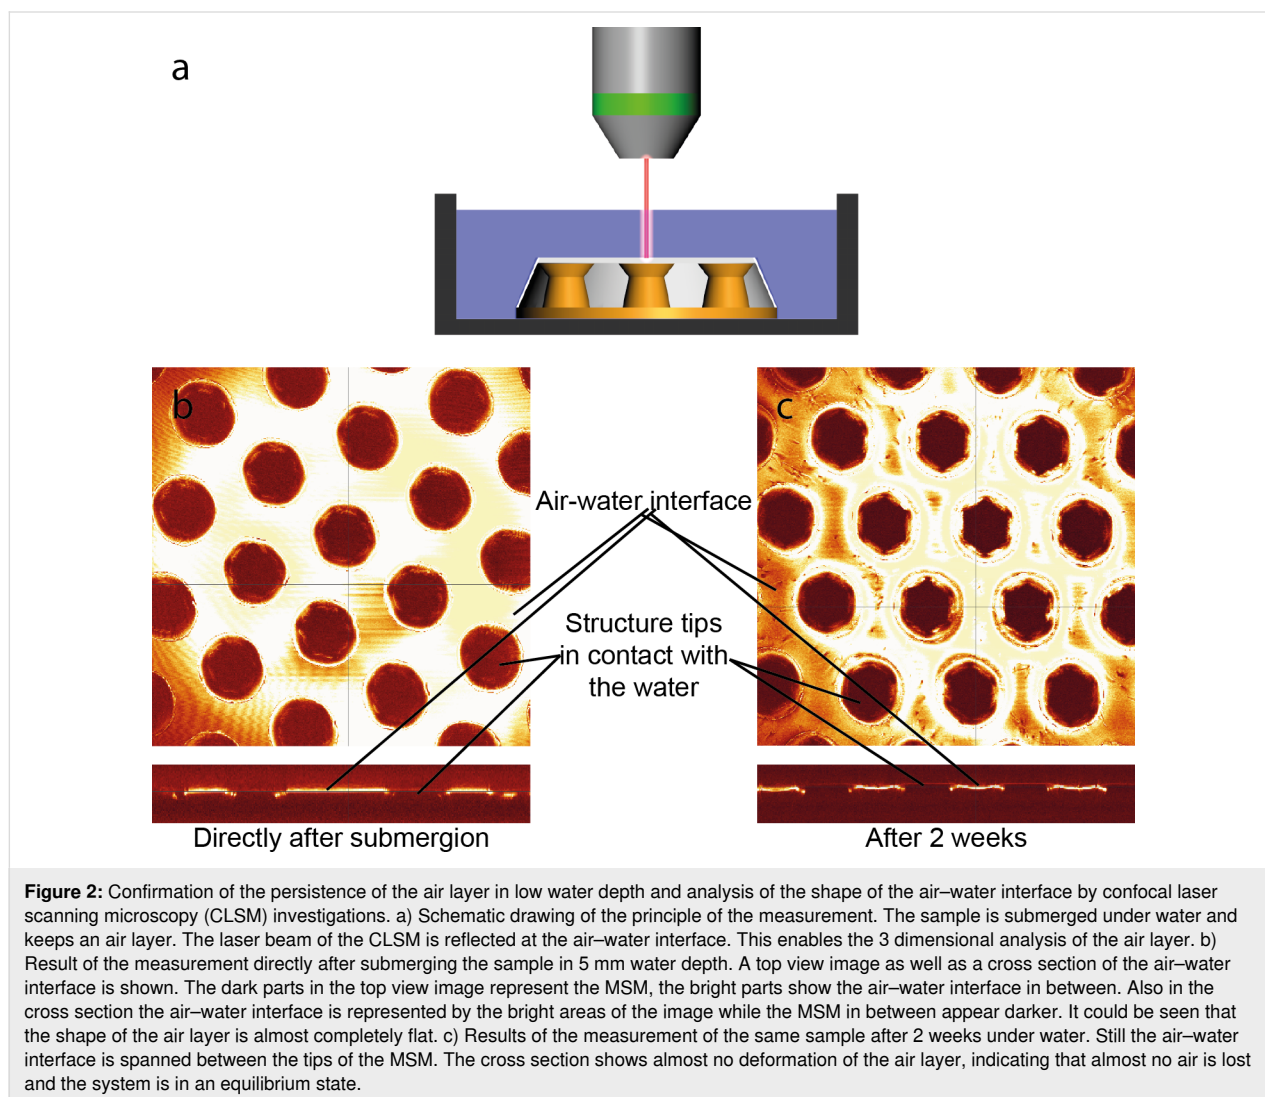 a
b
c
Air-water interface
Structure tips
in contact with
the water
Directly after submergion
After 2 weeks
Figure 2: Confirmation of the persistence of the air layer in low water depth and analysis of the shape of the air–water interface by confocal laser
scanning microscopy (CLSM) investigations. a) Schematic drawing of the principle of the measurement. The sample is submerged under water and
keeps an air layer. The laser beam of the CLSM is reflected at the air–water interface. This enables the 3 dimensional analysis of the air layer. b)
Result of the measurement directly after submerging the sample in 5 mm water depth. A top view image as well as a cross section of the air–water
interface is shown. The dark parts in the top view image represent the MSM, the bright parts show the air–water interface in between. Also in the
cross section the air–water interface is represented by the bright areas of the image while the MSM in between appear darker. It could be seen that
the shape of the air layer is almost completely flat. c) Results of the measurement of the same sample after 2 weeks under water. Still the air–water
interface is spanned between the tips of the MSM. The cross section shows almost no deformation of the air layer, indicating that almost no air is lost
and the system is in an equilibrium state.